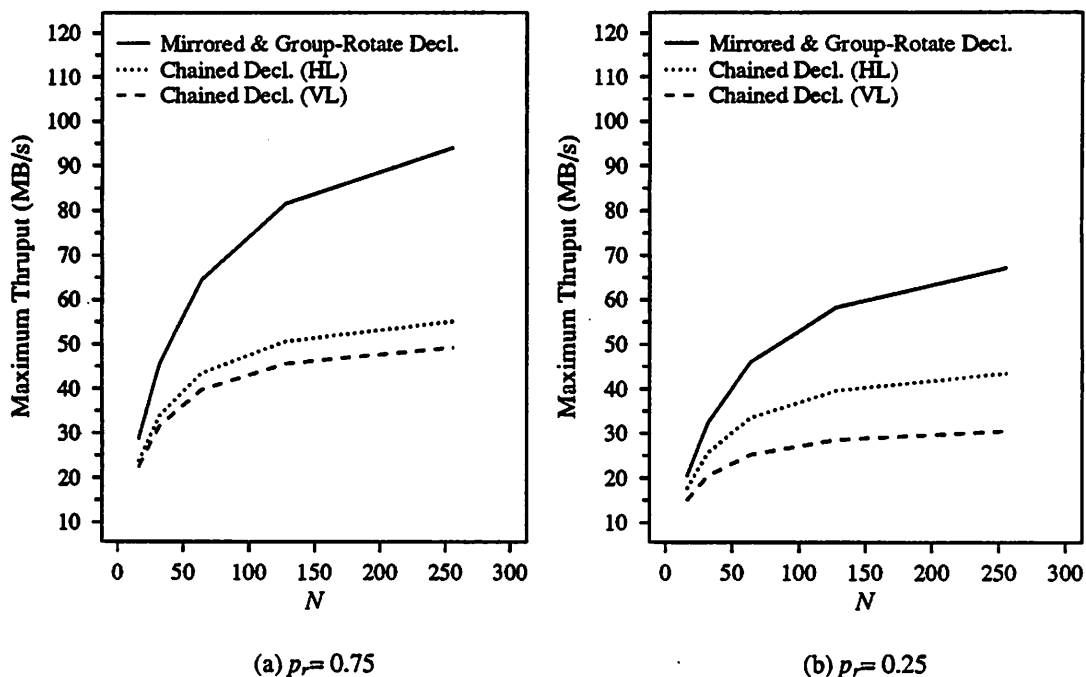 Maximum Thruput (MB/s)
120
110
100
90
80
70
60
50
40
30
20
10
Mirrored & Group-Rotate Decl.
Chained Decl. (HL)
Chained Decl. (VL)
0 50 100 150 200 250 300
N
(a) pr= 0.75
Maximum Thruput (MB/s)
120
110
100
90
80
70
60
50
40
30
20
10
Mirrored & Group-Rotate Decl.
Chained Decl. (HL)
Chained Decl. (VL)
0 50 100 150 200 250 300
N
(b) pr= 0.25